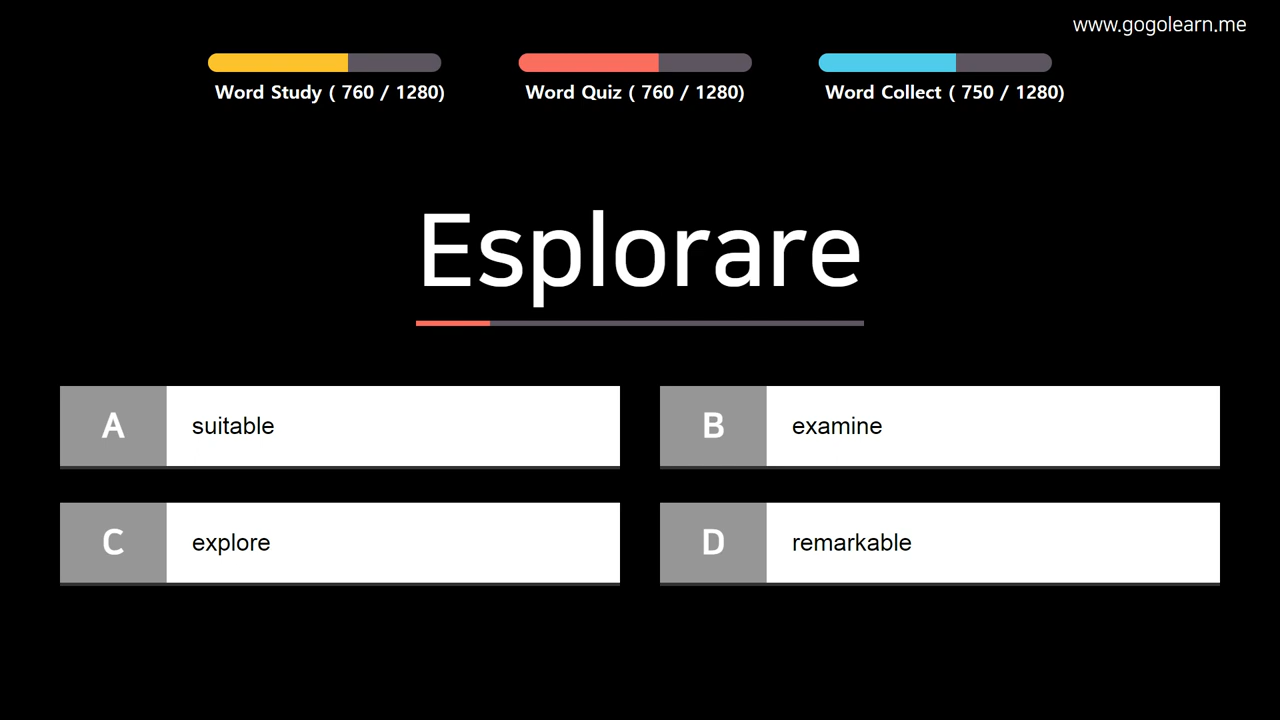 www.gogolearn.me
Word Study ( 760 / 1280)
Word Quiz ( 760 / 1280)
Word Collect ( 750 / 1280)
Esplorare
A
suitable
B
examine
C
explore
D
remarkable